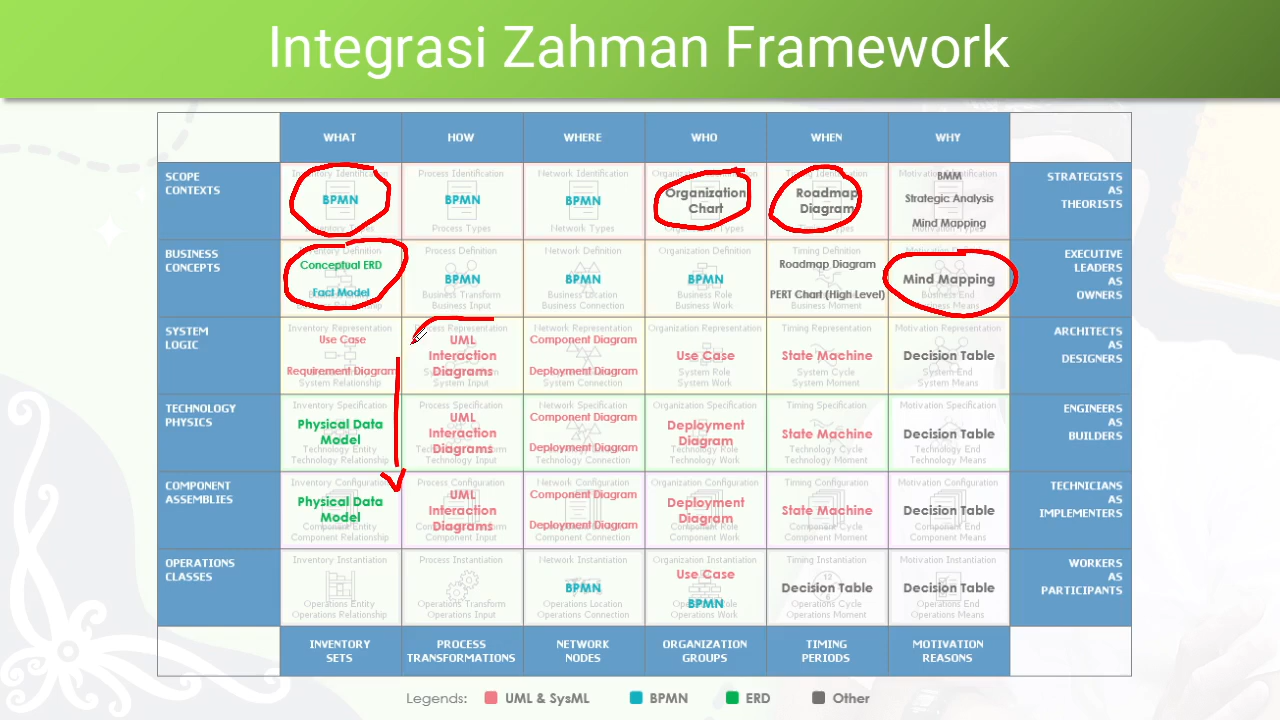 Integrasi Zahman Framework
WHAT HOW WHERE WHO WHEN WHY
SCOPE
CONTEXTS
Process Identification
Network Identification
BPMN
BPMN
Process Types
BPMN
Network Types
Organization
Chart
Roadmap
Diagram
BMM
Strategic Analysis
Mind Mapping
STRATEGISTS
AS
THEORISTS
BUSINESS
CONCEPTS
Conceptual ERD
Fact Model
Process Definition
BPMN
Business Transform
Business Input
Network Definition
BPMN
Business Location
Business Connection
Organization Definition
BPMN
Business Role
Business Work
Timing Definition
Roadmap Diagram
PERT Chart (High Level)
Business Moment
Mind Mapping
Business End
EXECUTIVE
LEADERS
AS
OWNERS
SYSTEM
LOGIC
Inventory Representation
Use Case
Requirement Diagram
System Relationship
Process Representation
UML
Interaction
Diagrams
System Input
Network Representation
Component Diagram
Deployment Diagram
System Connection
Organization Representation
Use Case
System Role
System Work
Timing Representation
State Machine
System Cycle
System Moment
Motivation Representation
Decision Table
System End
System Means
ARCHITECTS
AS
DESIGNERS
TECHNOLOGY
PHYSICS
Inventory Specification
Physical Data
Model
Technology Entity
Technology Relationship
Process Specification
UML
Interaction
Diagrams
Technology Input
Network Specification
Component Diagram
Deployment Diagram
Technology Connection
Organization Specification
Deployment
Diagram
Technology Role
Technology Work
Timing Specification
State Machine
Technology Cycle
Technology Moment
Motivation Specification
Decision Table
Technology End
Technology Means
ENGINEERS
AS
BUILDERS
COMPONENT
ASSEMBLIES
Inventory Configuration
Physical Data
Model
Component Entity
Component Relationship
Process Configuration
UML
Interaction
Diagrams
Component Input
Network Configuration
Component Diagram
Deployment Diagram
Component Connection
Organization Configuration
Deployment
Diagram
Component Role
Component Work
Timing Configuration
State Machine
Component Cycle
Component Moment
Motivation Configuration
Decision Table
Component End
Component Means
TECHNICIANS
AS
IMPLEMENTERS
OPERATIONS
CLASSES
Inventory Instantiation
Operations Entity
Operations Relationship
Process Instantiation
Operations Transform
Operations Input
Network Instantiation
BPMN
Operations Location
Operations Connection
Organization Instantiation
Use Case
BPMN
Operations Work
Timing Instantiation
Decision Table
Operations Cycle
Operations Moment
Motivation Instantiation
Decision Table
Operations End
Operations Means
WORKERS
AS
PARTICIPANTS
INVENTORY
SETS
PROCESS
TRANSFORMATIONS
NETWORK
NODES
ORGANIZATION
GROUPS
TIMING
PERIODS
MOTIVATION
REASONS
Legends: UML & SysML BPMN ERD Other